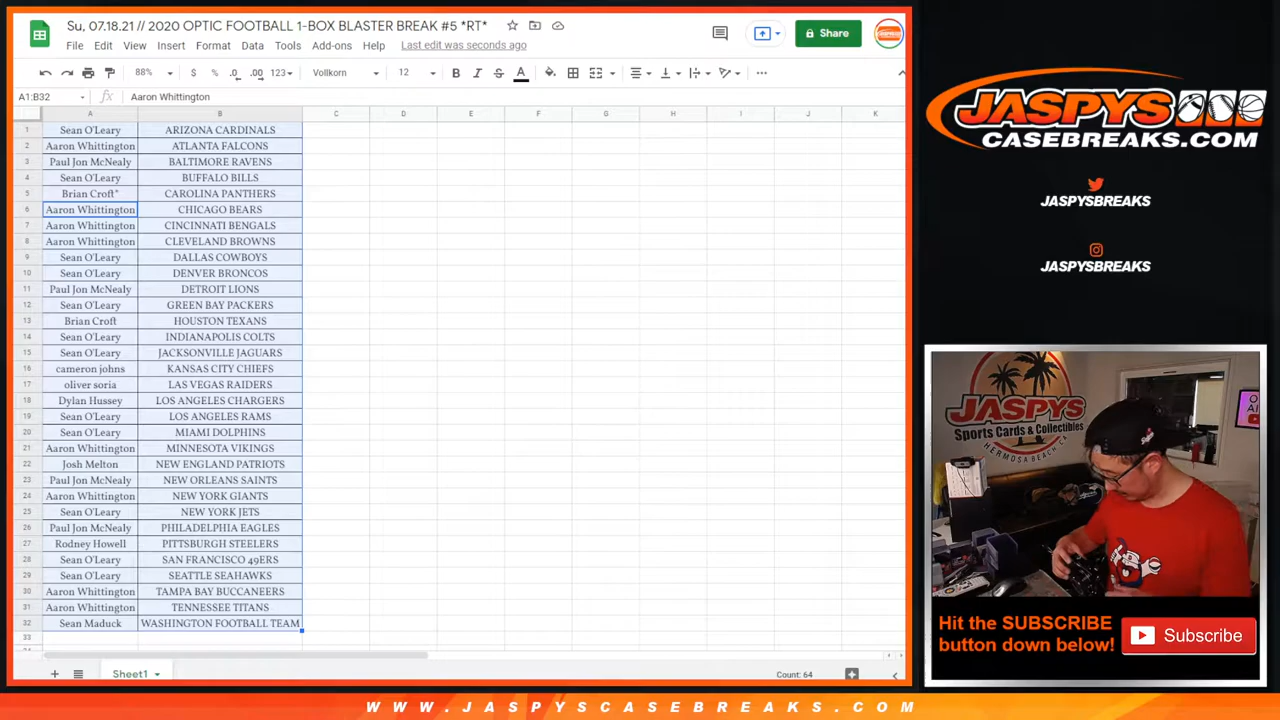 Su, 07.18.21 // 2020 OPTIC FOOTBALL 1-BOX BLASTER BREAK #5 *RT*
File Edit View Insert Format Data Tools Add-ons Help Last edit was seconds ago
Share
88% $ % .0 .00 123 Vollkorn 12 B I S A
A1:B32 fx Aaron Whittington
A B C D E F G H I J K
1 Sean O'Leary ARIZONA CARDINALS
2 Aaron Whittington ATLANTA FALCONS
3 Paul Jon McNealy BALTIMORE RAVENS
4 Sean O'Leary BUFFALO BILLS
5 Brian Croft* CAROLINA PANTHERS
6 Aaron Whittington CHICAGO BEARS
7 Aaron Whittington CINCINNATI BENGALS
8 Aaron Whittington CLEVELAND BROWNS
9 Sean O'Leary DALLAS COWBOYS
10 Sean O'Leary DENVER BRONCOS
11 Paul Jon McNealy DETROIT LIONS
12 Sean O'Leary GREEN BAY PACKERS
13 Brian Croft HOUSTON TEXANS
14 Sean O'Leary INDIANAPOLIS COLTS
15 Sean O'Leary JACKSONVILLE JAGUARS
16 cameron johns KANSAS CITY CHIEFS
17 oliver soria LAS VEGAS RAIDERS
18 Dylan Hussey LOS ANGELES CHARGERS
19 Sean O'Leary LOS ANGELES RAMS
20 Sean O'Leary MIAMI DOLPHINS
21 Aaron Whittington MINNESOTA VIKINGS
22 Josh Melton NEW ENGLAND PATRIOTS
23 Paul Jon McNealy NEW ORLEANS SAINTS
24 Aaron Whittington NEW YORK GIANTS
25 Sean O'Leary NEW YORK JETS
26 Paul Jon McNealy PHILADELPHIA EAGLES
27 Rodney Howell PITTSBURGH STEELERS
28 Sean O'Leary SAN FRANCISCO 49ERS
29 Sean O'Leary SEATTLE SEAHAWKS
30 Aaron Whittington TAMPA BAY BUCCANEERS
31 Aaron Whittington TENNESSEE TITANS
32 Sean Maduck WASHINGTON FOOTBALL TEAM
33
Sheet1
Count: 64
JASPYS
CASEBREAKS.COM
JASPYSBREAKS
JASPYSBREAKS
JASPYS
Sports Cards & Collectibles
HERMOSA BEACH CA
Hit the SUBSCRIBE
button down below!
Subscribe
WWW.JASPYSCASEBREAKS.COM